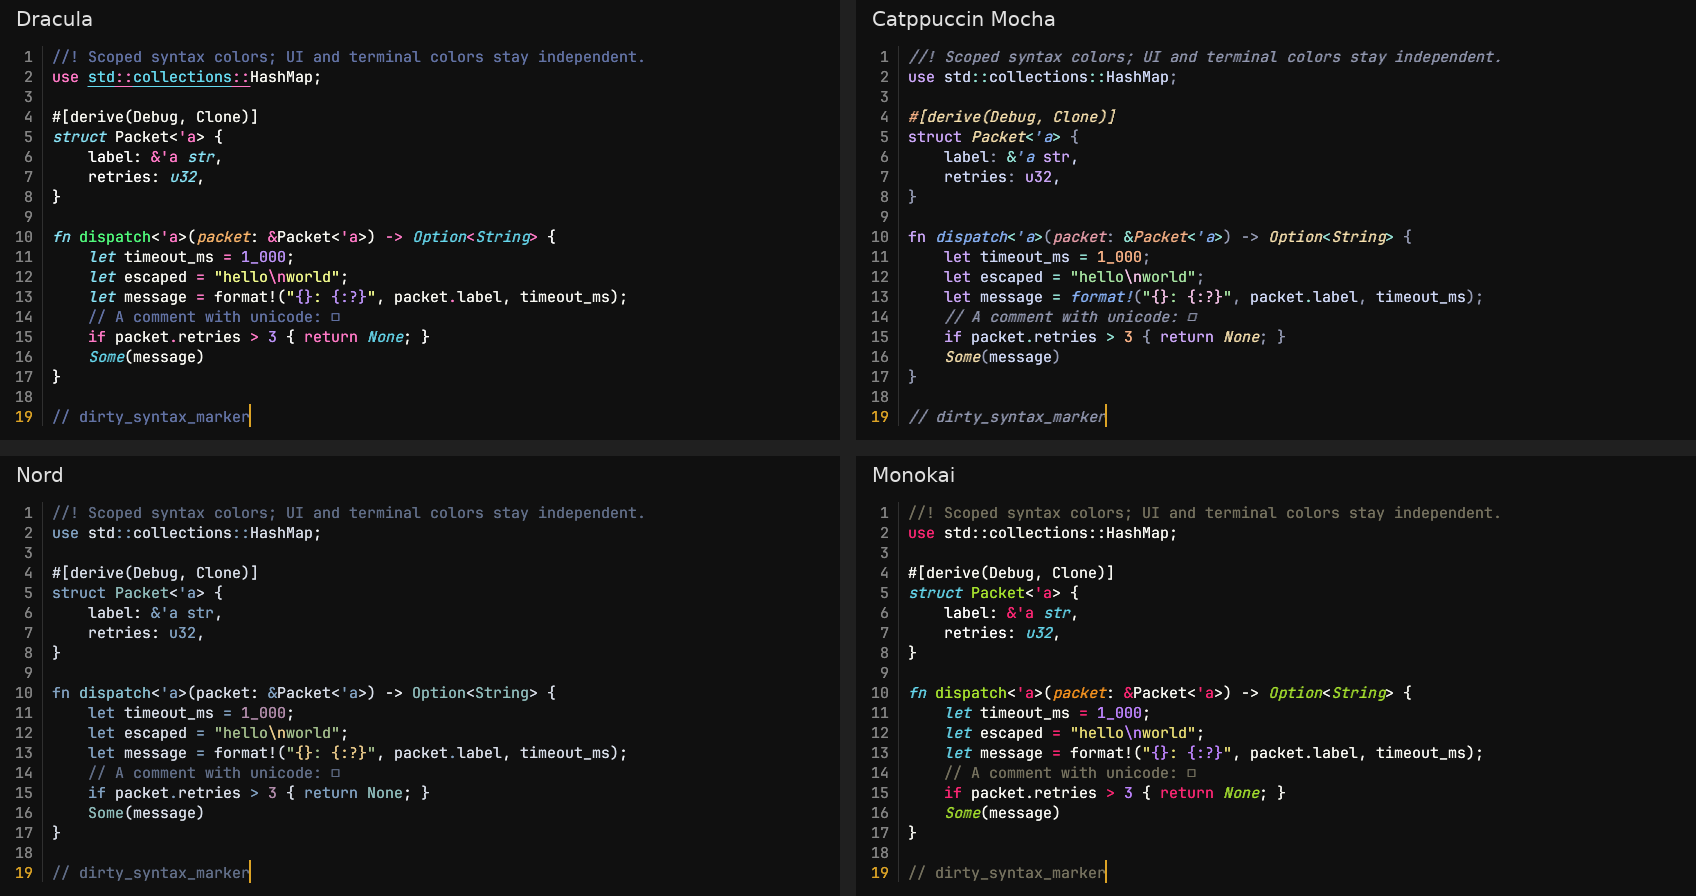 Dracula
1 //! Scoped syntax colors; UI and terminal colors stay independent.
2 use std::collections::HashMap;
3
4 #[derive(Debug, Clone)]
5 struct Packet<'a> {
6     label: &'a str,
7     retries: u32,
8 }
9
10 fn dispatch<'a>(packet: &Packet<'a>) -> Option<String> {
11     let timeout_ms = 1_000;
12     let escaped = "hello\nworld";
13     let message = format!("{}: {:?}", packet.label, timeout_ms);
14     // A comment with unicode: □
15     if packet.retries > 3 { return None; }
16     Some(message)
17 }
18
19 // dirty_syntax_marker
Catppuccin Mocha
1 //! Scoped syntax colors; UI and terminal colors stay independent.
2 use std::collections::HashMap;
3
4 #[derive(Debug, Clone)]
5 struct Packet<'a> {
6     label: &'a str,
7     retries: u32,
8 }
9
10 fn dispatch<'a>(packet: &Packet<'a>) -> Option<String> {
11     let timeout_ms = 1_000;
12     let escaped = "hello\nworld";
13     let message = format!("{}: {:?}", packet.label, timeout_ms);
14     // A comment with unicode: □
15     if packet.retries > 3 { return None; }
16     Some(message)
17 }
18
19 // dirty_syntax_marker
Nord
1 //! Scoped syntax colors; UI and terminal colors stay independent.
2 use std::collections::HashMap;
3
4 #[derive(Debug, Clone)]
5 struct Packet<'a> {
6     label: &'a str,
7     retries: u32,
8 }
9
10 fn dispatch<'a>(packet: &Packet<'a>) -> Option<String> {
11     let timeout_ms = 1_000;
12     let escaped = "hello\nworld";
13     let message = format!("{}: {:?}", packet.label, timeout_ms);
14     // A comment with unicode: □
15     if packet.retries > 3 { return None; }
16     Some(message)
17 }
18
19 // dirty_syntax_marker
Monokai
1 //! Scoped syntax colors; UI and terminal colors stay independent.
2 use std::collections::HashMap;
3
4 #[derive(Debug, Clone)]
5 struct Packet<'a> {
6     label: &'a str,
7     retries: u32,
8 }
9
10 fn dispatch<'a>(packet: &Packet<'a>) -> Option<String> {
11     let timeout_ms = 1_000;
12     let escaped = "hello\nworld";
13     let message = format!("{}: {:?}", packet.label, timeout_ms);
14     // A comment with unicode: □
15     if packet.retries > 3 { return None; }
16     Some(message)
17 }
18
19 // dirty_syntax_marker